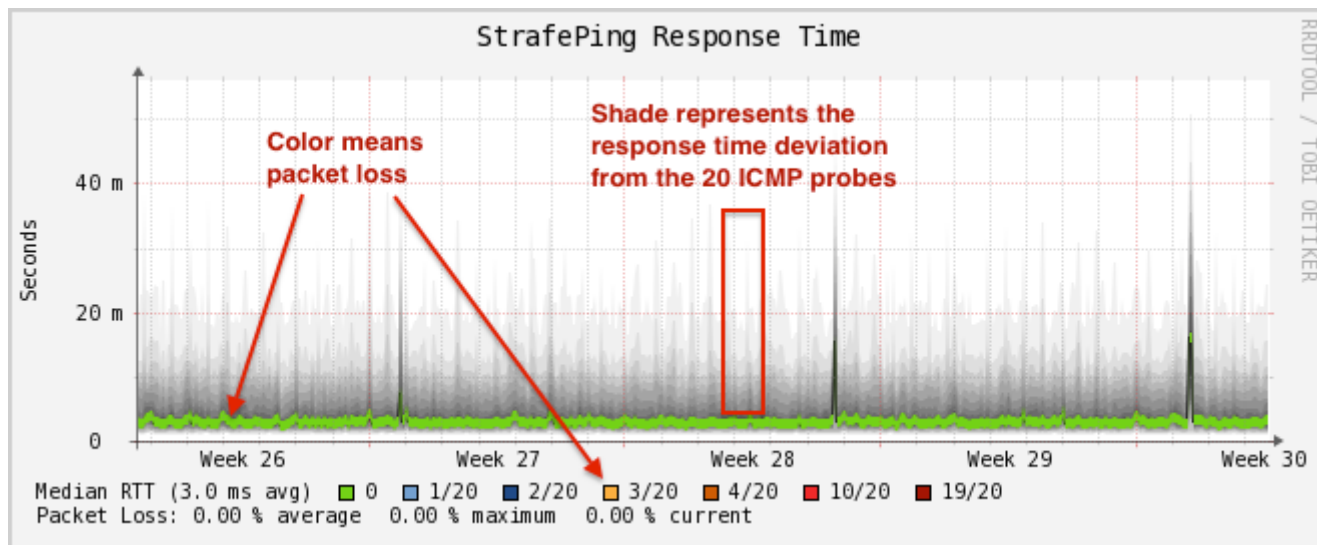 StrafePing Response Time
RRDTOOL / TOBI OETIKER
Color means
packet loss
Shade represents the
response time deviation
from the 20 ICMP probes
Seconds
40 m
20 m
0
Week 26 Week 27 Week 28 Week 29 Week 30
Median RTT (3.0 ms avg) 0 1/20 2/20 3/20 4/20 10/20 19/20
Packet Loss: 0.00 % average 0.00 % maximum 0.00 % current